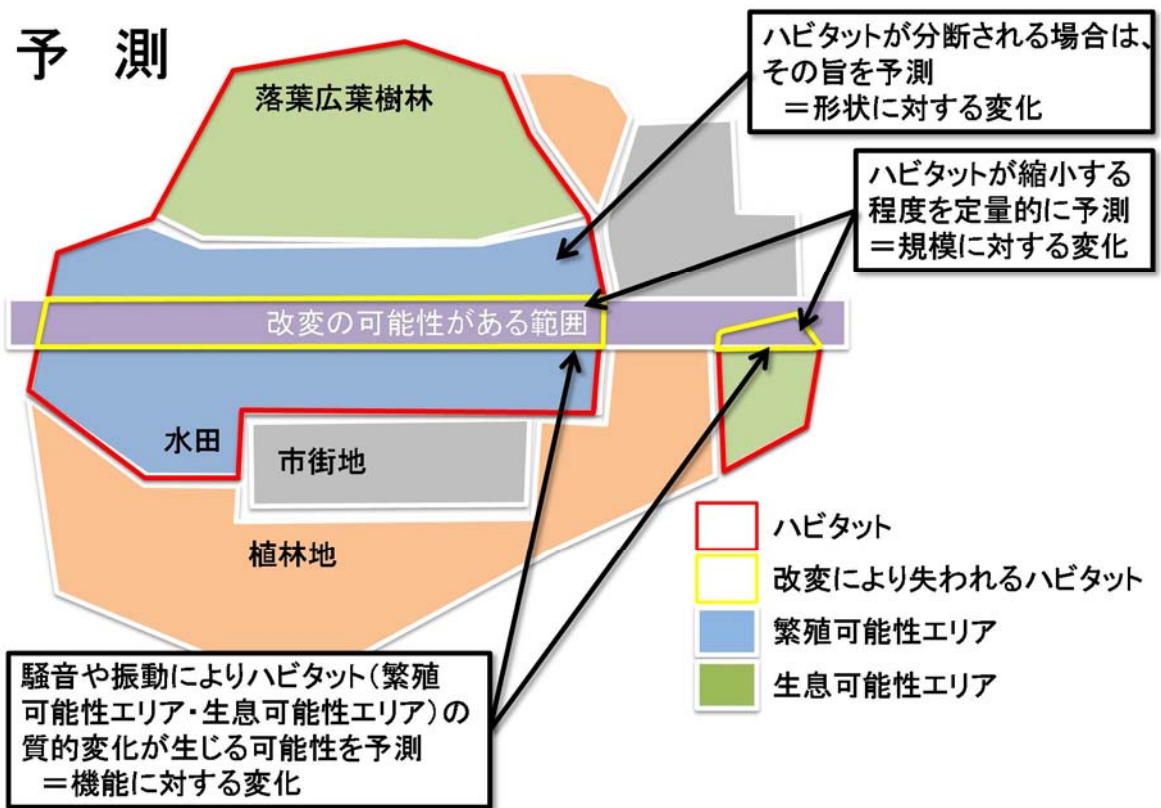 予 測
ハビタットが分断される場合は、
その旨を予測
＝形状に対する変化
落葉広葉樹林
ハビタットが縮小する
程度を定量的に予測
＝規模に対する変化
改変の可能性がある範囲
水田
市街地
植林地
ハビタット
改変により失われるハビタット
繁殖可能性エリア
生息可能性エリア
騒音や振動によりハビタット（繁殖
可能性エリア・生息可能性エリア）の
質的変化が生じる可能性を予測
＝機能に対する変化